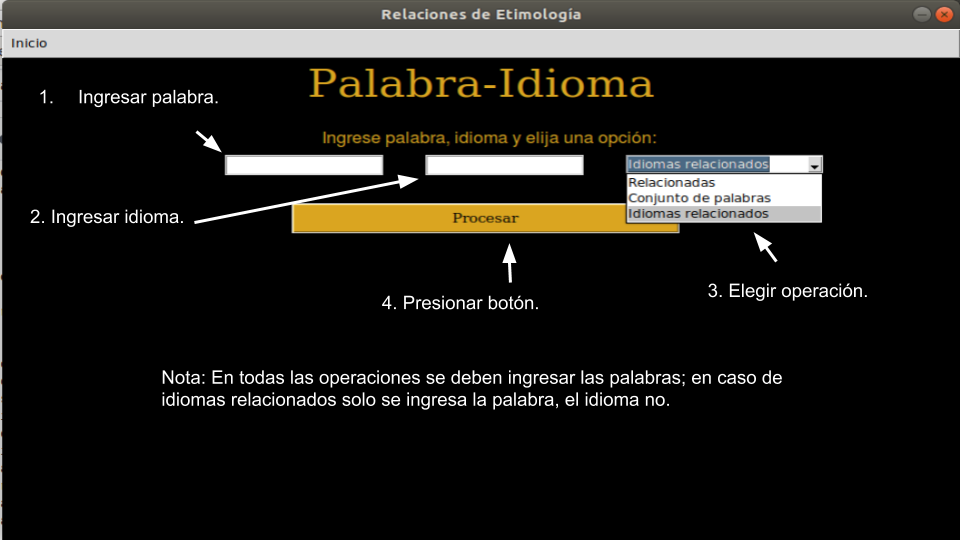 Relaciones de Etimología
Inicio
Palabra-Idioma
1. Ingresar palabra.
Ingrese palabra, idioma y elija una opción:
Idiomas relacionados
Relacionadas
Conjunto de palabras
Idiomas relacionados
2. Ingresar idioma.
Procesar
3. Elegir operación.
4. Presionar botón.
Nota: En todas las operaciones se deben ingresar las palabras; en caso de
idiomas relacionados solo se ingresa la palabra, el idioma no.